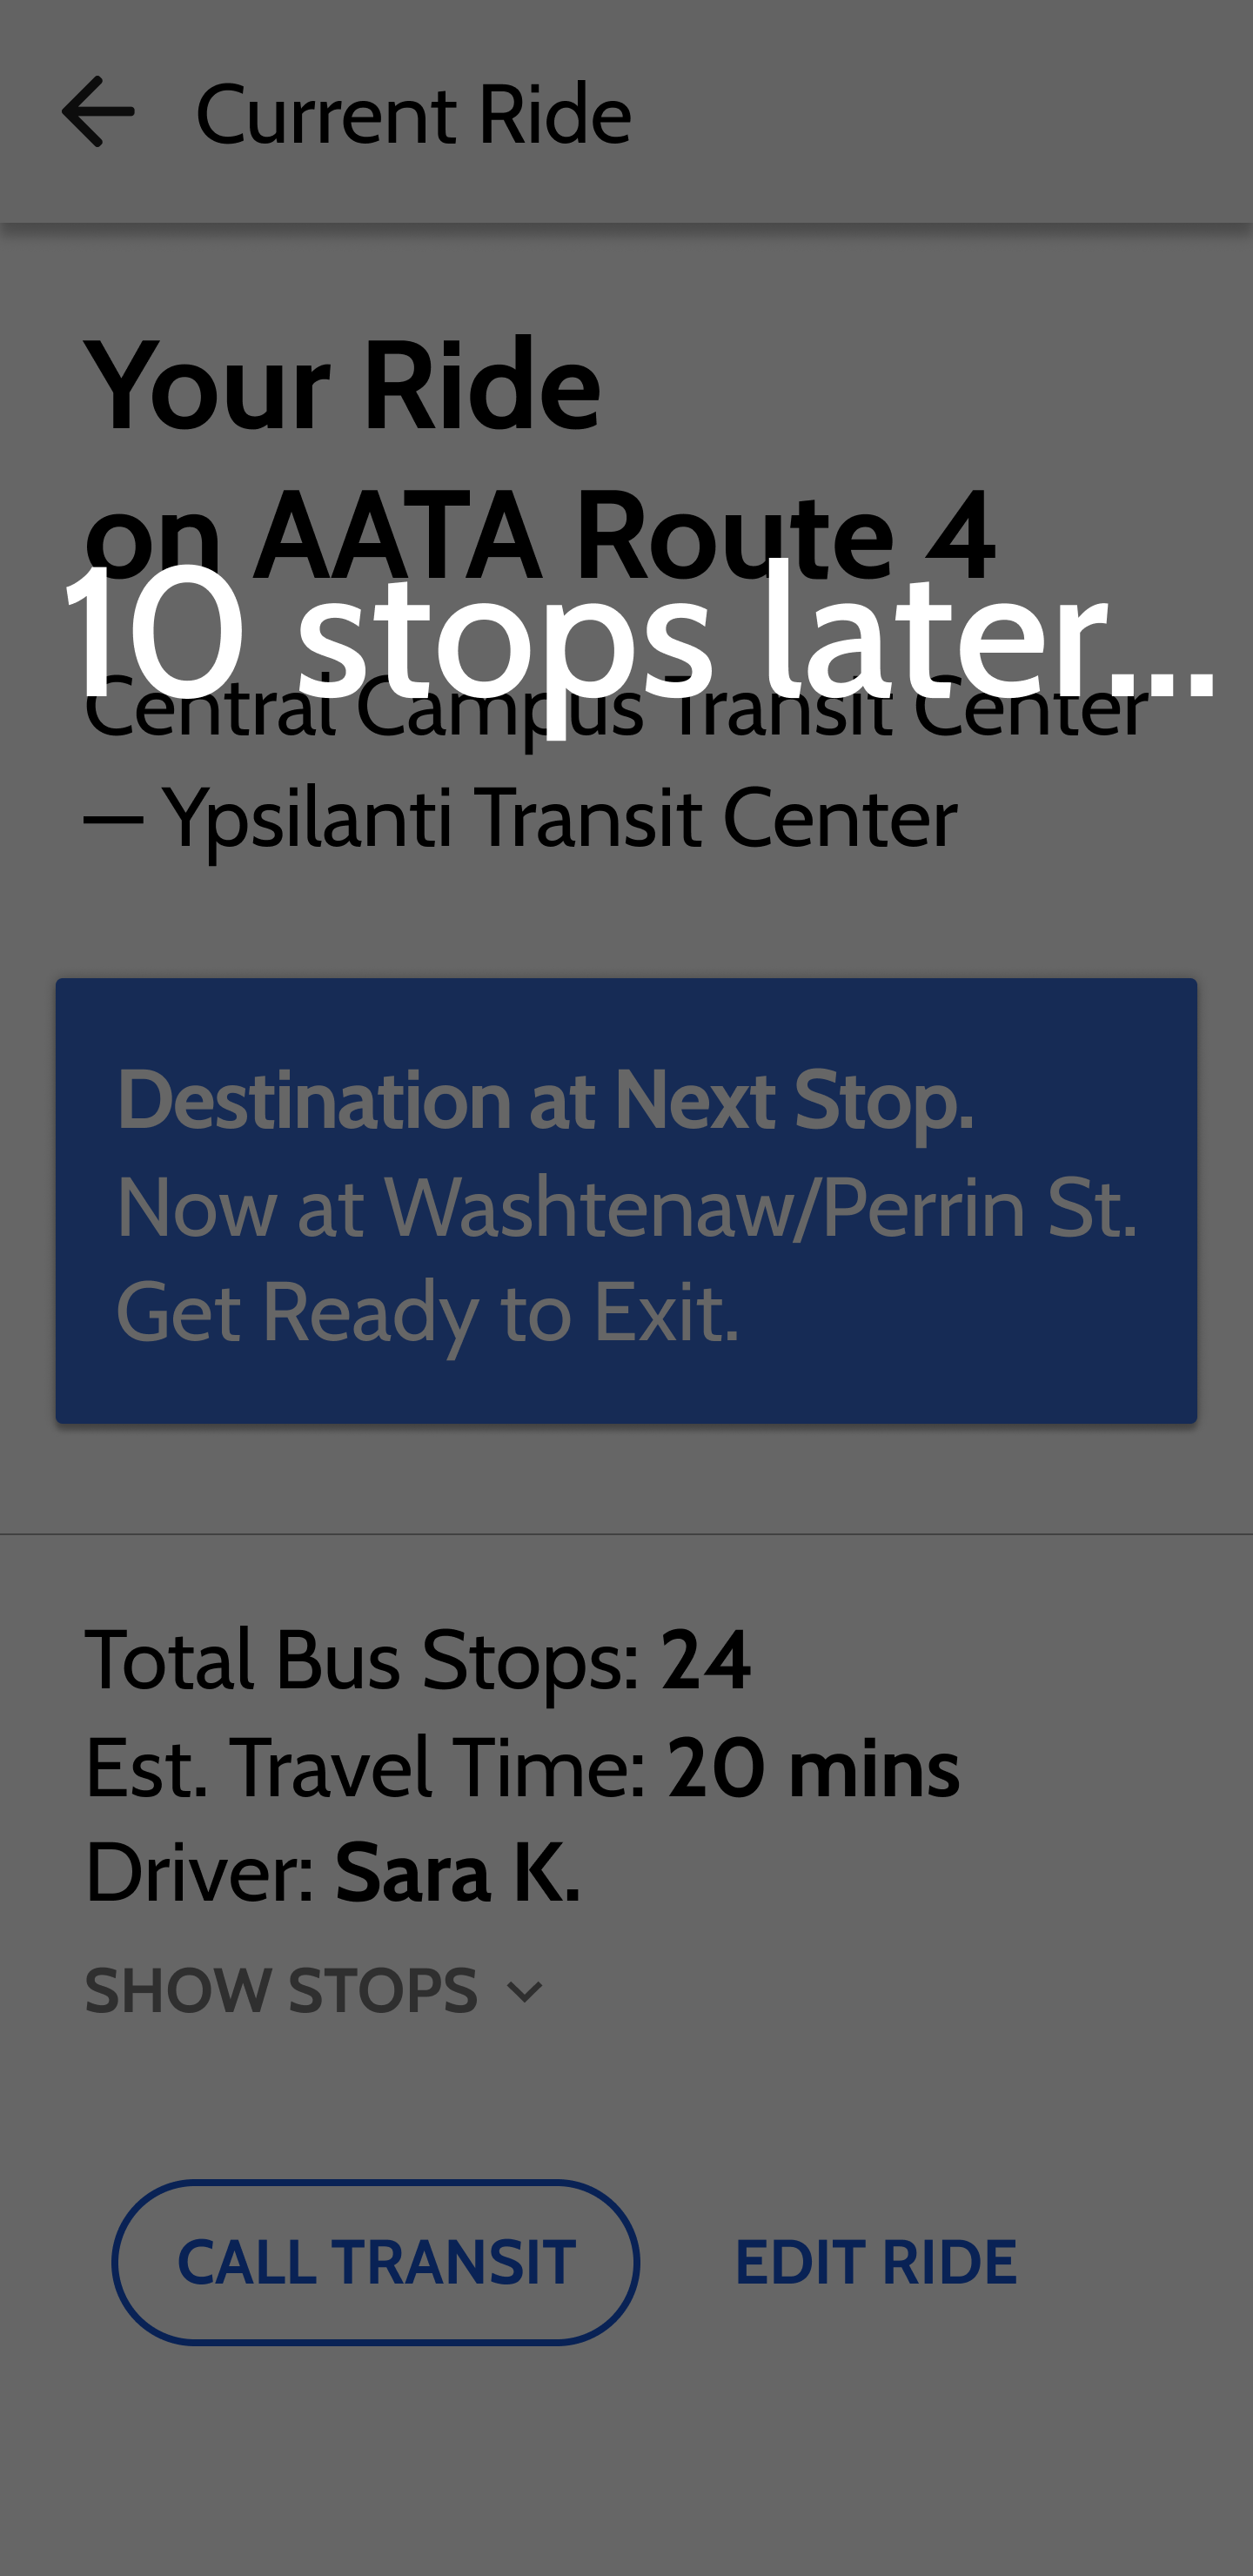 Current Ride
Your Ride
on AATA Route 4
10 stops later...
Central Campus Transit Center
— Ypsilanti Transit Center
Destination at Next Stop.
Now at Washtenaw/Perrin St.
Get Ready to Exit.
Total Bus Stops: 24
Est. Travel Time: 20 mins
Driver: Sara K.
SHOW STOPS
CALL TRANSIT
EDIT RIDE